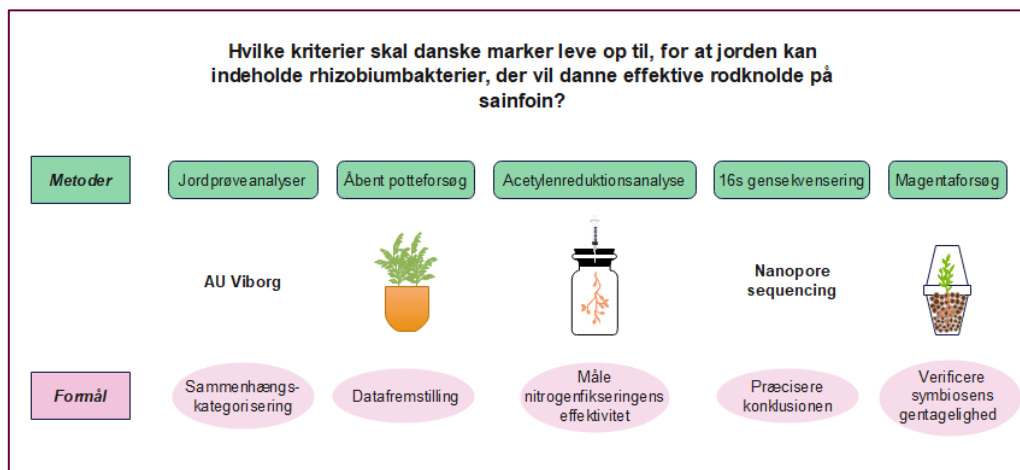 Hvilke kriterier skal danske marker leve op til, for at jorden kan
indeholde rhizobiumbakterier, der vil danne effektive rodknolde på
sainfoin?
Metoder
Jordprøveanalyser
Åbent potteforsøg
Acetylenreduktionsanalyse
16s gensekvensering
Magentaforsøg
AU Viborg
Nanopore
sequencing
Formål
Sammenhængs-
kategorisering
Datafremstilling
Måle
nitrogenfikseringens
effektivitet
Præcisere
konklusionen
Verificere
symbiosens
gentagelighed